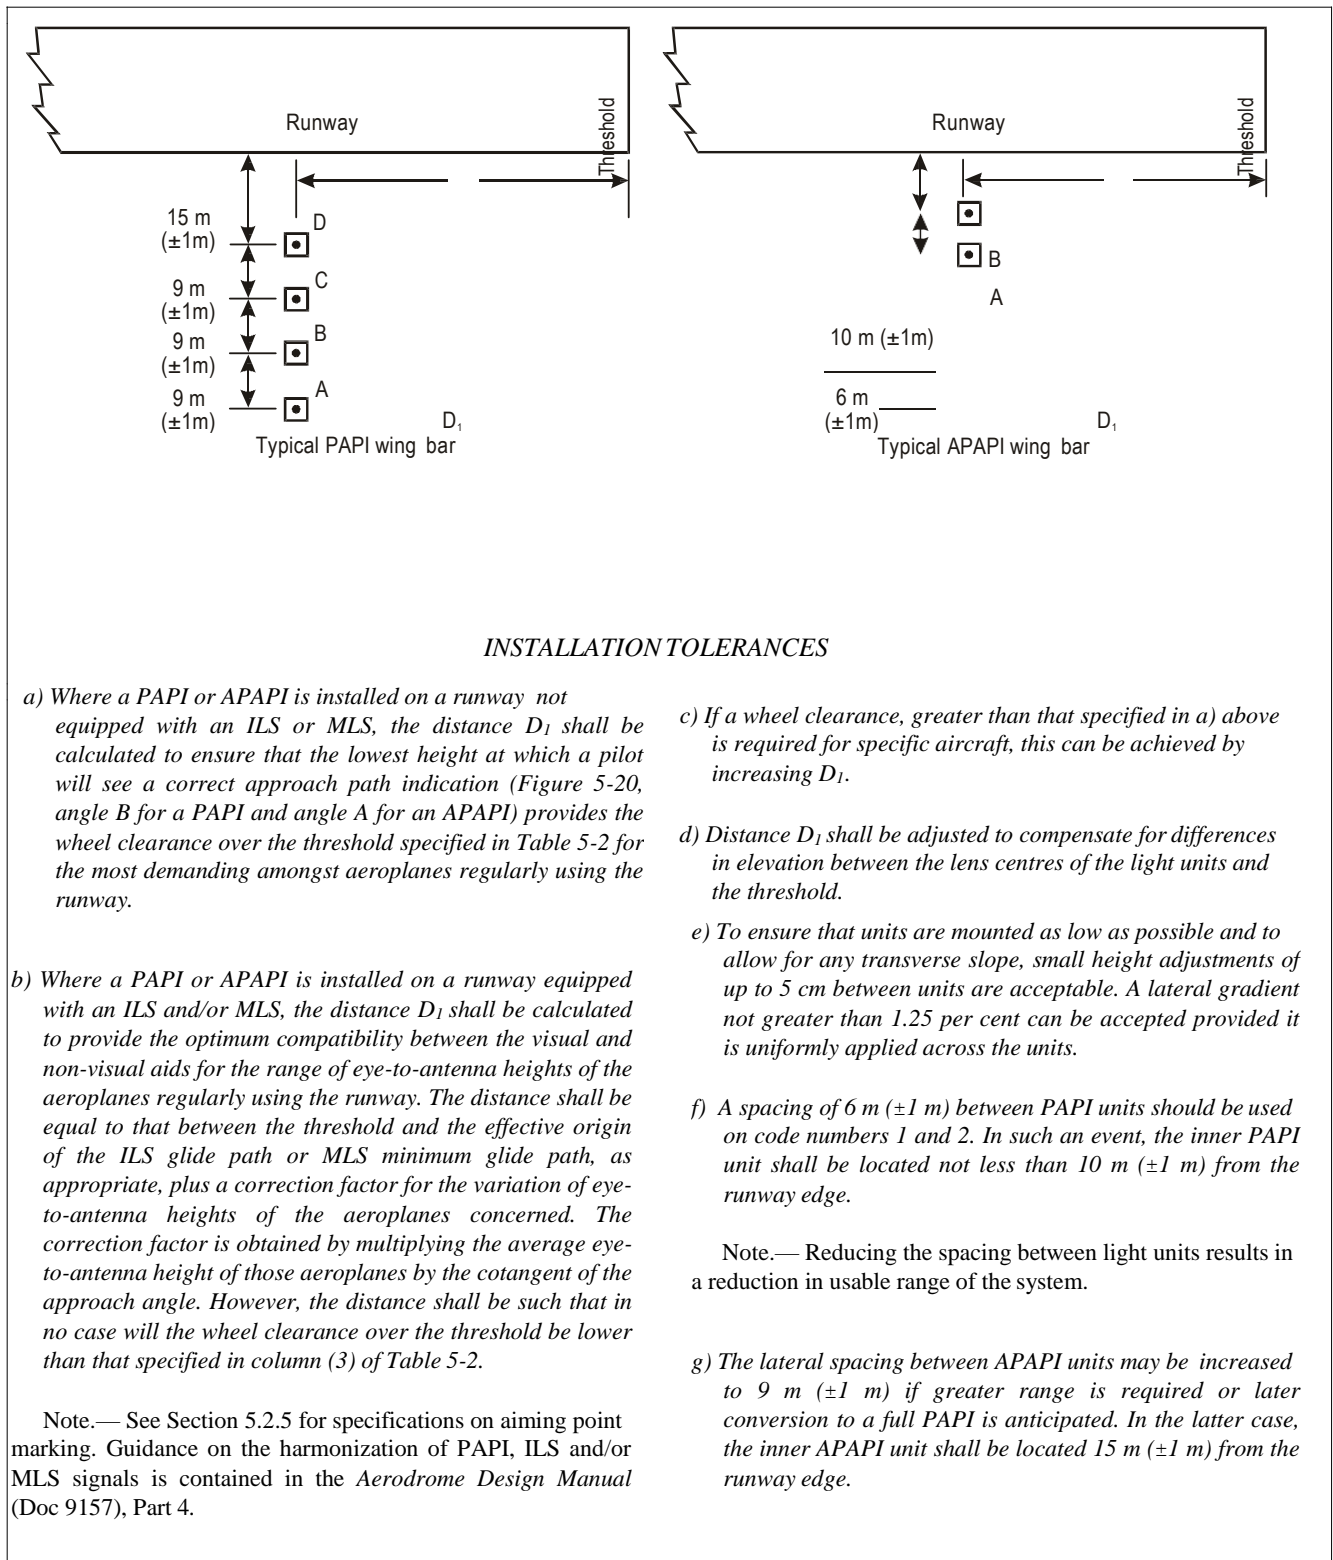 Runway
Threshold
15 m
(±1m)
D
9 m
(±1m)
C
9 m
(±1m)
B
9 m
(±1m)
A
D1
Typical PAPI wing bar
Runway
Threshold
B
A
10 m (±1m)
6 m
(±1m)
D1
Typical APAPI wing bar
INSTALLATION TOLERANCES
a) Where a PAPI or APAPI is installed on a runway not
equipped with an ILS or MLS, the distance D1 shall be
calculated to ensure that the lowest height at which a pilot
will see a correct approach path indication (Figure 5-20,
angle B for a PAPI and angle A for an APAPI) provides the
wheel clearance over the threshold specified in Table 5-2 for
the most demanding amongst aeroplanes regularly using the
runway.
b) Where a PAPI or APAPI is installed on a runway equipped
with an ILS and/or MLS, the distance D1 shall be calculated
to provide the optimum compatibility between the visual and
non-visual aids for the range of eye-to-antenna heights of the
aeroplanes regularly using the runway. The distance shall be
equal to that between the threshold and the effective origin
of the ILS glide path or MLS minimum glide path, as
appropriate, plus a correction factor for the variation of eye-
to-antenna heights of the aeroplanes concerned. The
correction factor is obtained by multiplying the average eye-
to-antenna height of those aeroplanes by the cotangent of the
approach angle. However, the distance shall be such that in
no case will the wheel clearance over the threshold be lower
than that specified in column (3) of Table 5-2.
Note.— See Section 5.2.5 for specifications on aiming point
marking. Guidance on the harmonization of PAPI, ILS and/or
MLS signals is contained in the Aerodrome Design Manual
(Doc 9157), Part 4.
c) If a wheel clearance, greater than that specified in a) above
is required for specific aircraft, this can be achieved by
increasing D1.
d) Distance D1 shall be adjusted to compensate for differences
in elevation between the lens centres of the light units and
the threshold.
e) To ensure that units are mounted as low as possible and to
allow for any transverse slope, small height adjustments of
up to 5 cm between units are acceptable. A lateral gradient
not greater than 1.25 per cent can be accepted provided it
is uniformly applied across the units.
f) A spacing of 6 m (±1 m) between PAPI units should be used
on code numbers 1 and 2. In such an event, the inner PAPI
unit shall be located not less than 10 m (±1 m) from the
runway edge.
Note.— Reducing the spacing between light units results in
a reduction in usable range of the system.
g) The lateral spacing between APAPI units may be increased
to 9 m (±1 m) if greater range is required or later
conversion to a full PAPI is anticipated. In the latter case,
the inner APAPI unit shall be located 15 m (±1 m) from the
runway edge.